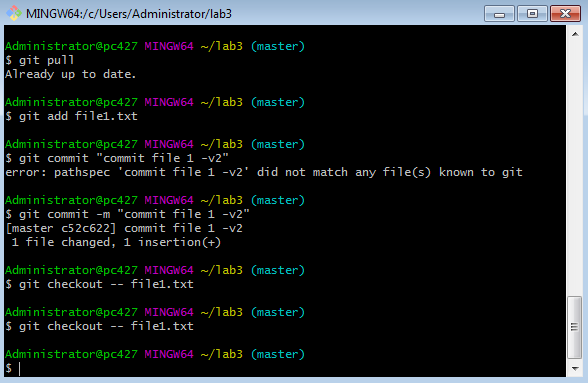 MINGW64:/c/Users/Administrator/lab3
Administrator@pc427 MINGW64 ~/lab3 (master)
$ git pull
Already up to date.
Administrator@pc427 MINGW64 ~/lab3 (master)
$ git add file1.txt
Administrator@pc427 MINGW64 ~/lab3 (master)
$ git commit "commit file 1 -v2"
error: pathspec 'commit file 1 -v2' did not match any file(s) known to git
Administrator@pc427 MINGW64 ~/lab3 (master)
$ git commit -m "commit file 1 -v2"
[master c52c622] commit file 1 -v2
 1 file changed, 1 insertion(+)
Administrator@pc427 MINGW64 ~/lab3 (master)
$ git checkout -- file1.txt
Administrator@pc427 MINGW64 ~/lab3 (master)
$ git checkout -- file1.txt
Administrator@pc427 MINGW64 ~/lab3 (master)
$